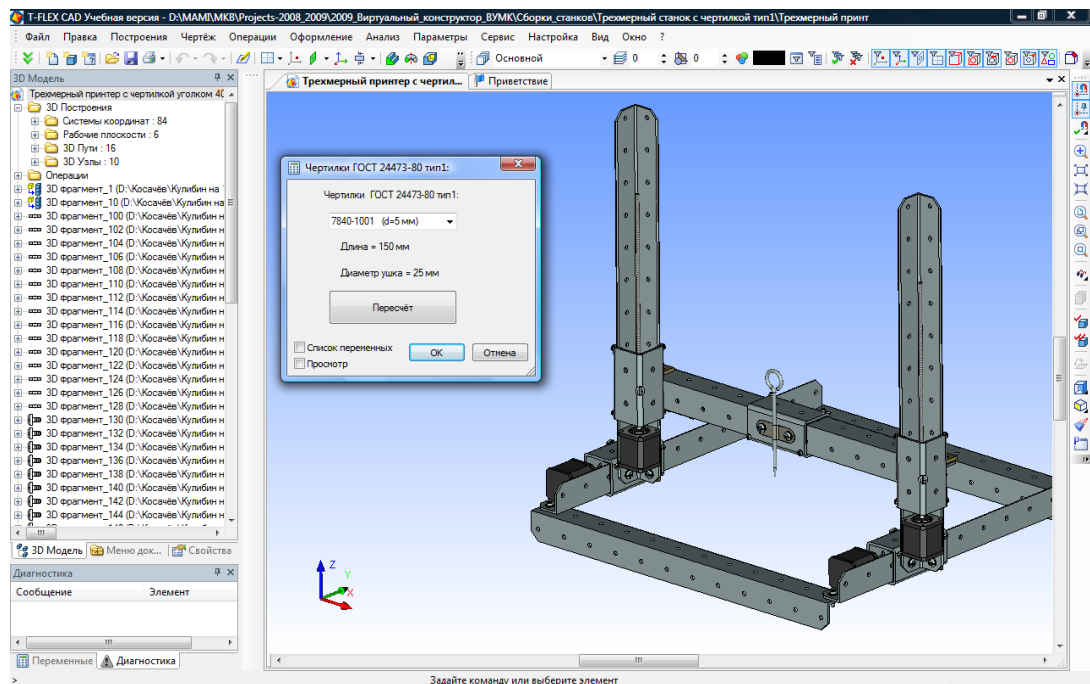 T-FLEX CAD Учебная версия - D:\MAMI\MKB\Projects-2008_2009\2009_Виртуальный_конструктор_ВУМК\Сборки_станков\Трехмерный станок с чертилкой тип1\Трехмерный принт
Файл Правка Построения Чертёж Операции Оформление Анализ Параметры Сервис Настройка Вид Окно ?
Основной 0 0
3D Модель
Трехмерный принтер с чертил... Приветствие
Трехмерный принтер с чертилкой уголком 40
3D Построения
Системы координат : 84
Рабочие плоскости : 6
3D Пути : 16
3D Узлы : 10
Операции
3D фрагмент_1 (D:\Косачёв\Кулибин на
3D фрагмент_10 (D:\Косачёв\Кулибин на
3D фрагмент_100 (D:\Косачёв\Кулибин н
3D фрагмент_102 (D:\Косачёв\Кулибин н
3D фрагмент_104 (D:\Косачёв\Кулибин н
3D фрагмент_106 (D:\Косачёв\Кулибин н
3D фрагмент_108 (D:\Косачёв\Кулибин н
3D фрагмент_110 (D:\Косачёв\Кулибин н
3D фрагмент_112 (D:\Косачёв\Кулибин н
3D фрагмент_114 (D:\Косачёв\Кулибин н
3D фрагмент_116 (D:\Косачёв\Кулибин н
3D фрагмент_118 (D:\Косачёв\Кулибин н
3D фрагмент_120 (D:\Косачёв\Кулибин н
3D фрагмент_122 (D:\Косачёв\Кулибин н
3D фрагмент_124 (D:\Косачёв\Кулибин н
3D фрагмент_126 (D:\Косачёв\Кулибин н
3D фрагмент_128 (D:\Косачёв\Кулибин н
3D фрагмент_130 (D:\Косачёв\Кулибин н
3D фрагмент_132 (D:\Косачёв\Кулибин н
3D фрагмент_134 (D:\Косачёв\Кулибин н
3D фрагмент_136 (D:\Косачёв\Кулибин н
3D фрагмент_138 (D:\Косачёв\Кулибин н
3D фрагмент_140 (D:\Косачёв\Кулибин н
3D фрагмент_142 (D:\Косачёв\Кулибин н
3D фрагмент_144 (D:\Косачёв\Кулибин н
3D Модель Меню док... Свойства
Диагностика
Сообщение Элемент
Переменные Диагностика
Чертилки ГОСТ 24473-80 тип1:
Чертилки ГОСТ 24473-80 тип1:
7840-1001 (d=5 мм)
Длина = 150 мм
Диаметр ушка = 25 мм
Пересчёт
Список переменных
Просмотр
OK
Отмена
Z
Y
X
> Задайте команду или выберите элемент